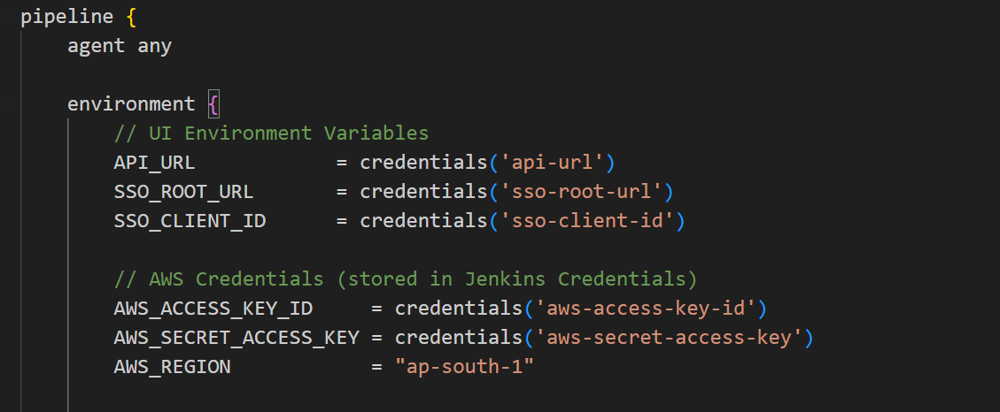 pipeline {
    agent any

    environment {
        // UI Environment Variables
        API_URL            = credentials('api-url')
        SSO_ROOT_URL       = credentials('sso-root-url')
        SSO_CLIENT_ID      = credentials('sso-client-id')

        // AWS Credentials (stored in Jenkins Credentials)
        AWS_ACCESS_KEY_ID     = credentials('aws-access-key-id')
        AWS_SECRET_ACCESS_KEY = credentials('aws-secret-access-key')
        AWS_REGION            = "ap-south-1"